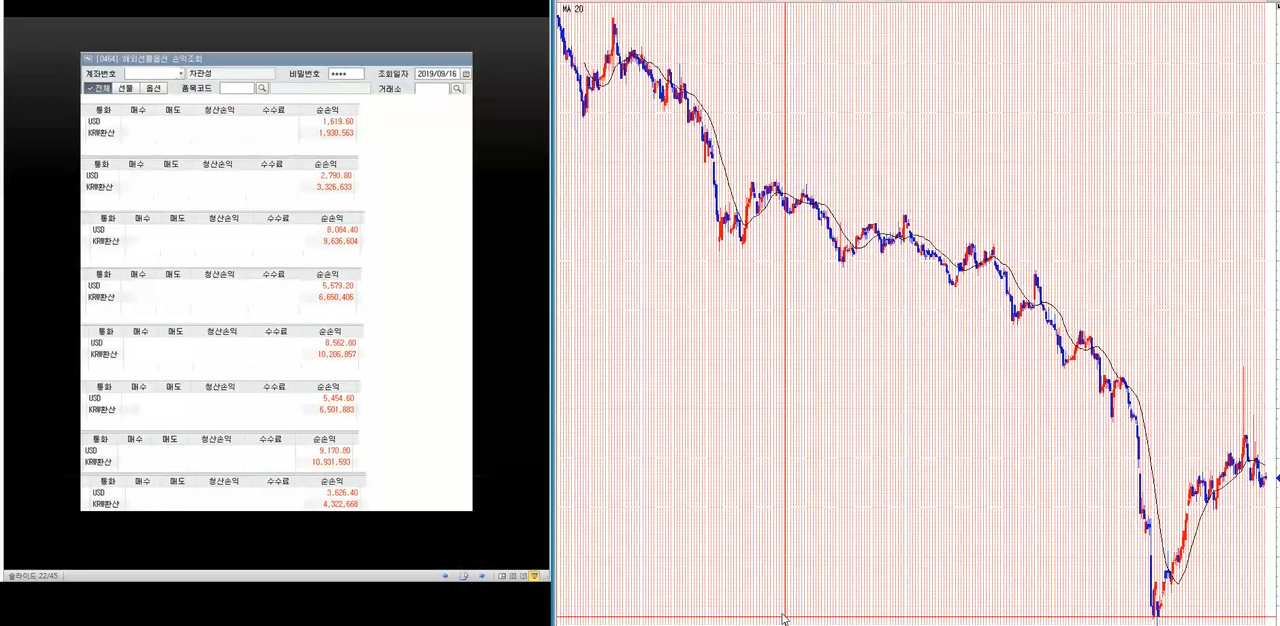 [0464] 해외선물옵션 손익조회
계좌번호 차관성 비밀번호 **** 조회일자 2019/09/16
전체 선물 옵션 품목코드 거래소
통화 매수 매도 청산손익 수수료 순손익
USD 1,619.60
KRW환산 1,930,563
통화 매수 매도 청산손익 수수료 순손익
USD 2,790.80
KRW환산 3,326,633
통화 매수 매도 청산손익 수수료 순손익
USD 8,084.40
KRW환산 9,636,604
통화 매수 매도 청산손익 수수료 순손익
USD 5,579.20
KRW환산 6,650,406
통화 매수 매도 청산손익 수수료 순손익
USD 8,562.80
KRW환산 10,206,857
통화 매수 매도 청산손익 수수료 순손익
USD 5,454.60
KRW환산 6,501,883
통화 매수 매도 청산손익 수수료 순손익
USD 9,170.80
KRW환산 10,931,593
통화 매수 매도 청산손익 수수료 순손익
USD 3,626.40
KRW환산 4,322,668
슬라이드 22/45
MA 20